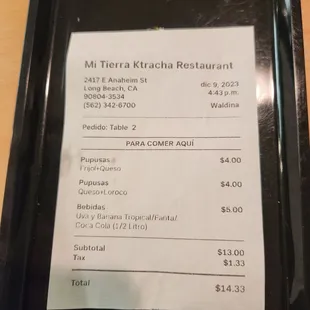 Mi Tierra Ktracha Restaurant
2417 E Anaheim St
Long Beach, CA
90804-3534
(562) 342-6700
dic 9, 2023
4:43 p.m.
Waldina
Pedido: Table 2
PARA COMER AQUÍ
Pupusas $4.00
Frijol+Queso
Pupusas $4.00
Queso+Loroco
Bebidas $5.00
Uva y Banana Tropical/Fanta/
Coca Cola (1/2 Litro)
Subtotal $13.00
Tax $1.33
Total $14.33